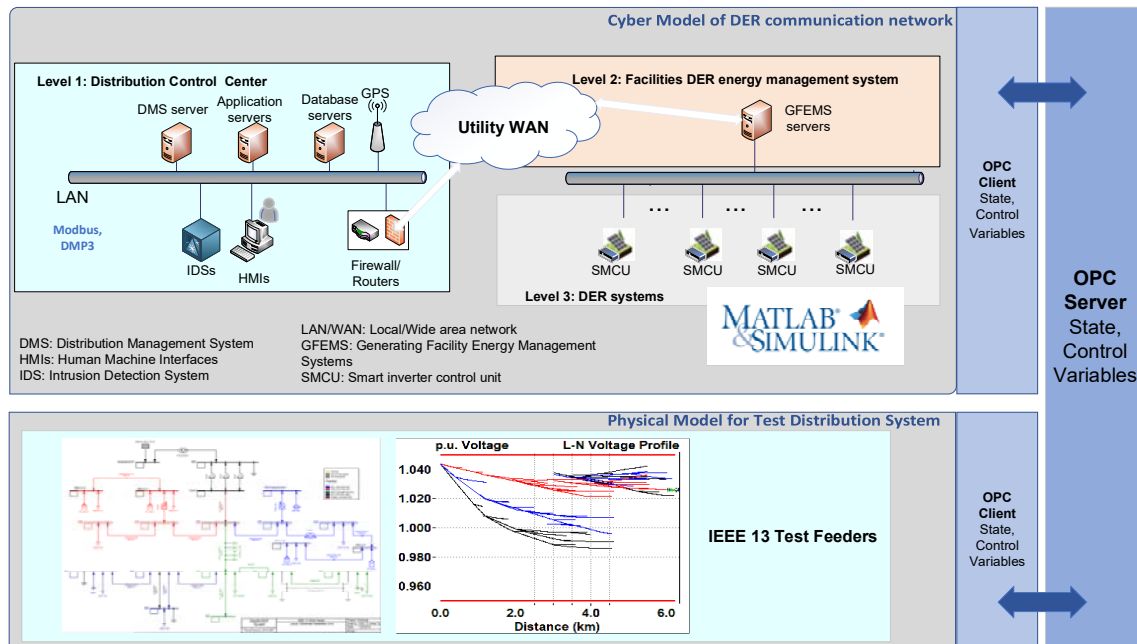 Cyber Model of DER communication network
Level 1: Distribution Control Center
DMS server
Application
servers
Database
servers
GPS
LAN
Modbus,
DMP3
IDSs
HMIs
Firewall/
Routers
Utility WAN
Level 2: Facilities DER energy management system
GFEMS
servers
... ... ...
SMCU SMCU SMCU SMCU
Level 3: DER systems
MATLAB
&SIMULINK
DMS: Distribution Management System
HMIs: Human Machine Interfaces
IDS: Intrusion Detection System
LAN/WAN: Local/Wide area network
GFEMS: Generating Facility Energy Management
Systems
SMCU: Smart inverter control unit
OPC
Client
State,
Control
Variables
OPC
Server
State,
Control
Variables
Physical Model for Test Distribution System
p.u. Voltage
L-N Voltage Profile
1.040
1.020
1.000
0.980
0.960
0.0 2.0 4.0 6.0
Distance (km)
IEEE 13 Test Feeders
OPC
Client
State,
Control
Variables